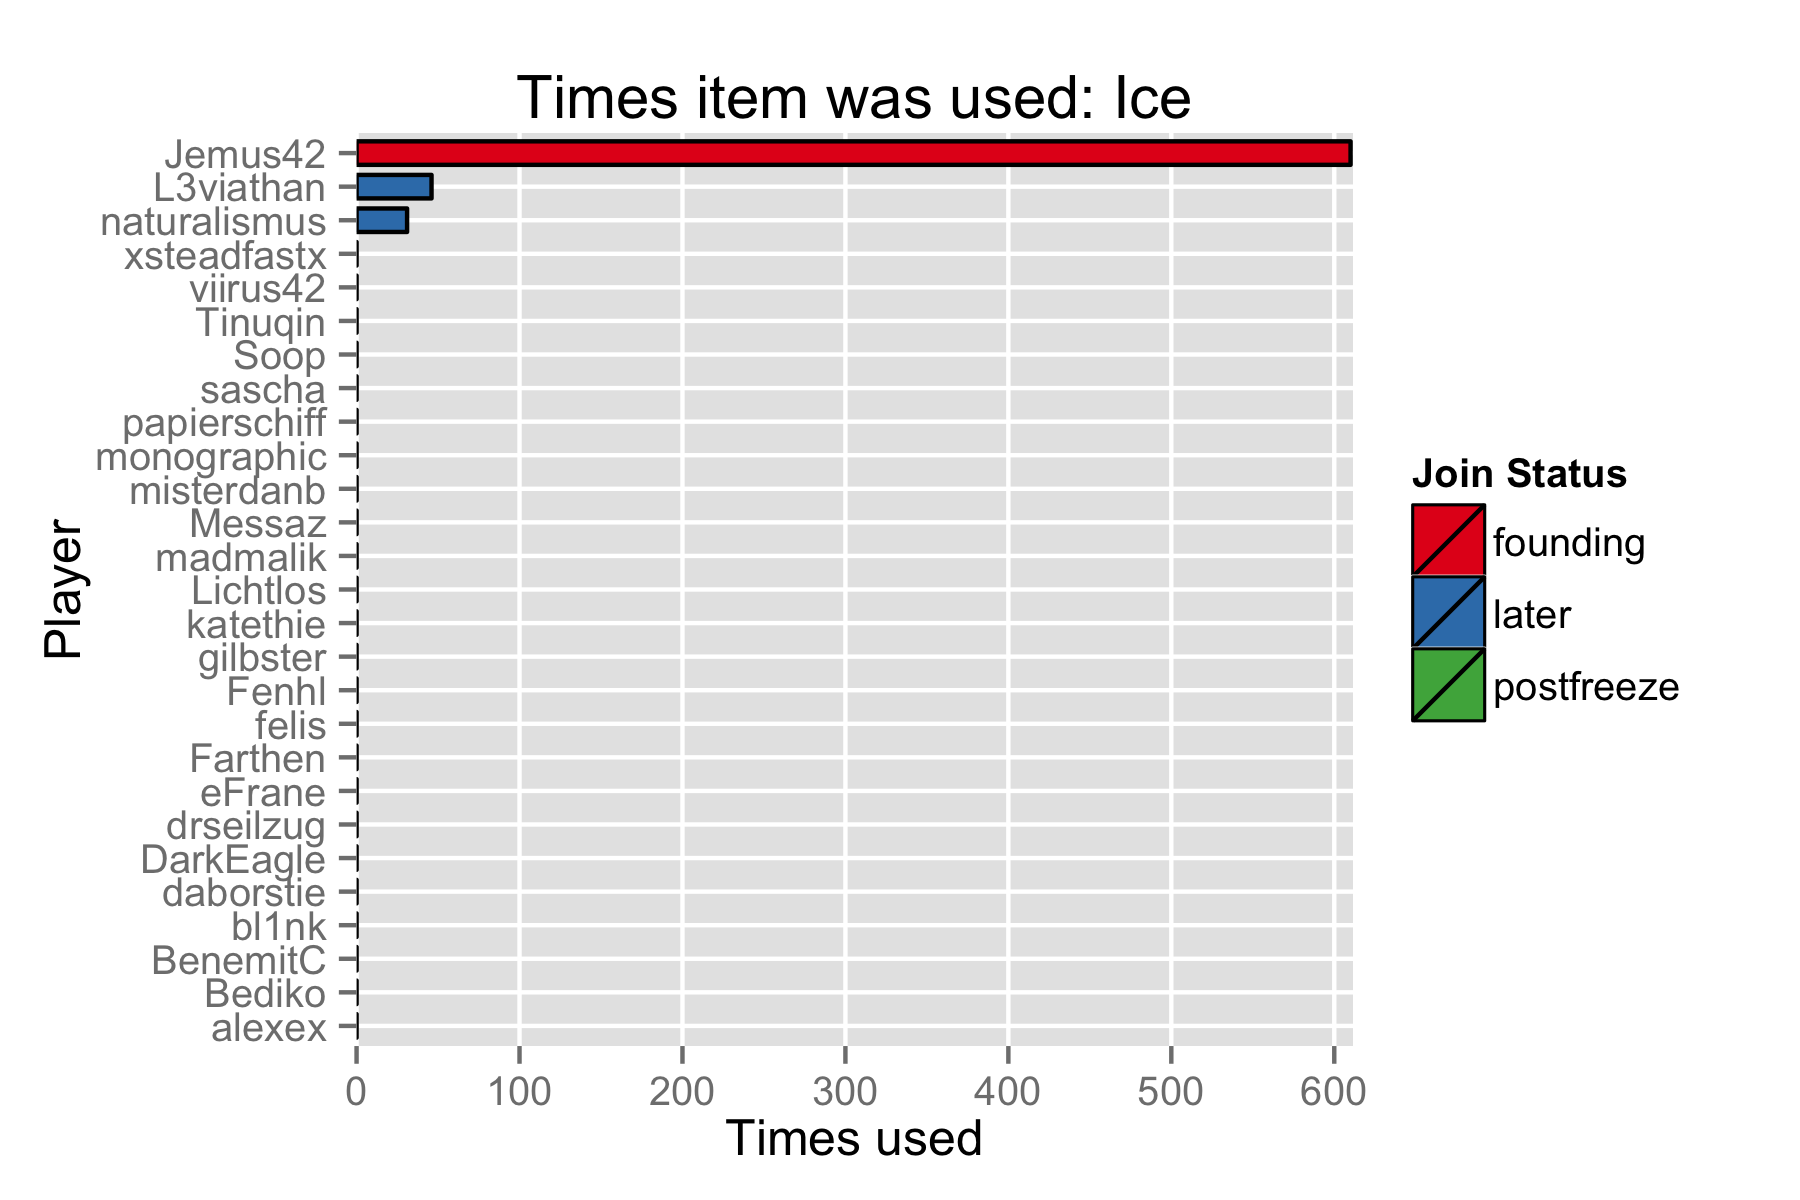 Times item was used: Ice
Jemus42
L3viathan
naturalismus
xsteadfastx
viirus42
Tinuqin
Soop
sascha
papierschiff
monographic
misterdanb
Messaz
madmalik
Lichtlos
katethie
gilbster
Fenhl
felis
Farthen
eFrane
drseilzug
DarkEagle
daborstie
bl1nk
BenemitC
Bediko
alexex
Player
0 100 200 300 400 500 600
Times used
Join Status
founding
later
postfreeze